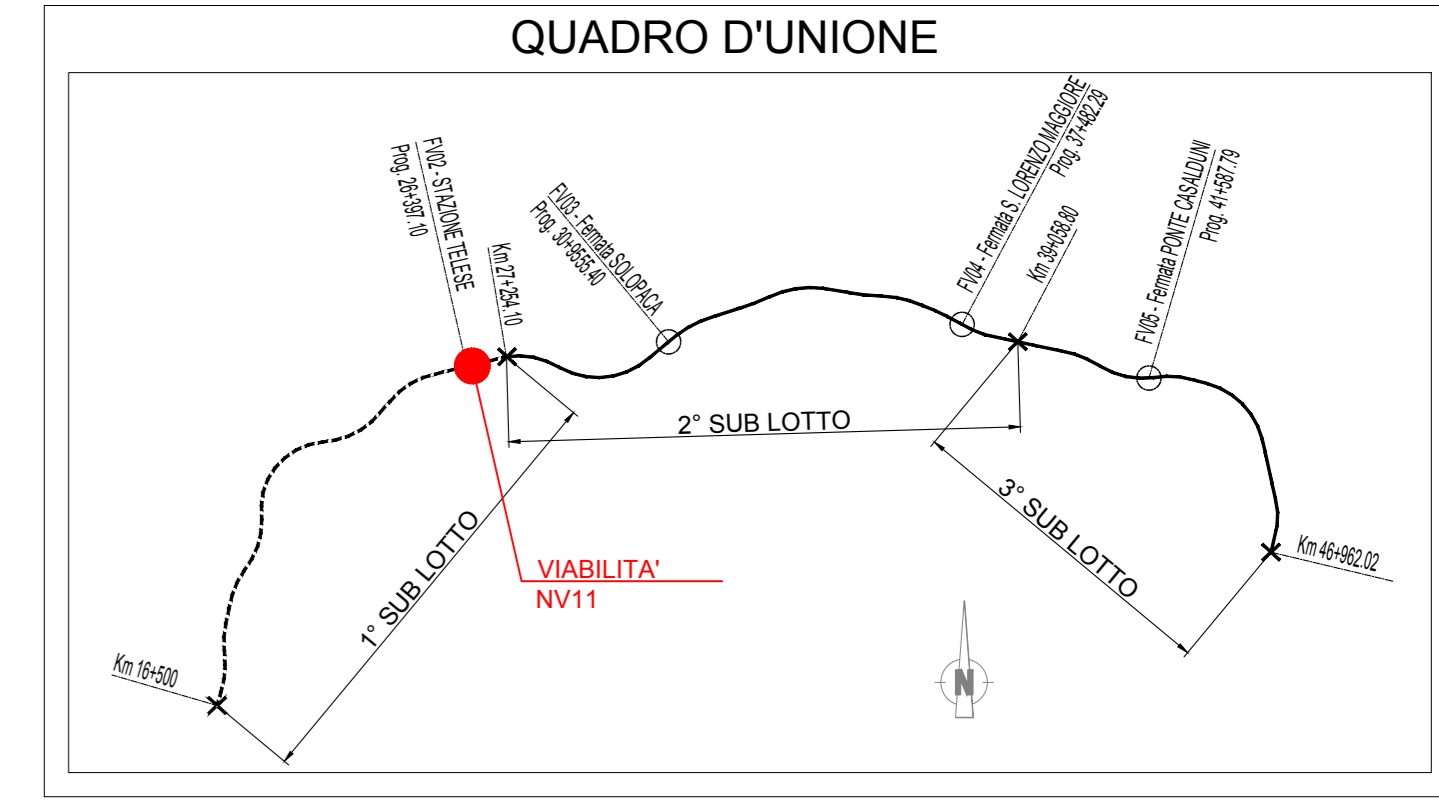 QUADRO D'UNIONE
FV02 - STAZIONE TELESE
Prog. 26+397.10
Km 27+254.10
FV03 - Fermata SOLOPACA
Prog. 30+9555.40
FV04 - Fermata S. LORENZO MAGGIORE
Prog. 37+482.29
Km 39+058.80
FV05 - Fermata PONTE CASALDUNI
Prog. 41+587.79
2° SUB LOTTO
1° SUB LOTTO
3° SUB LOTTO
VIABILITA'
NV11
Km 46+962.02
Km 16+500
N